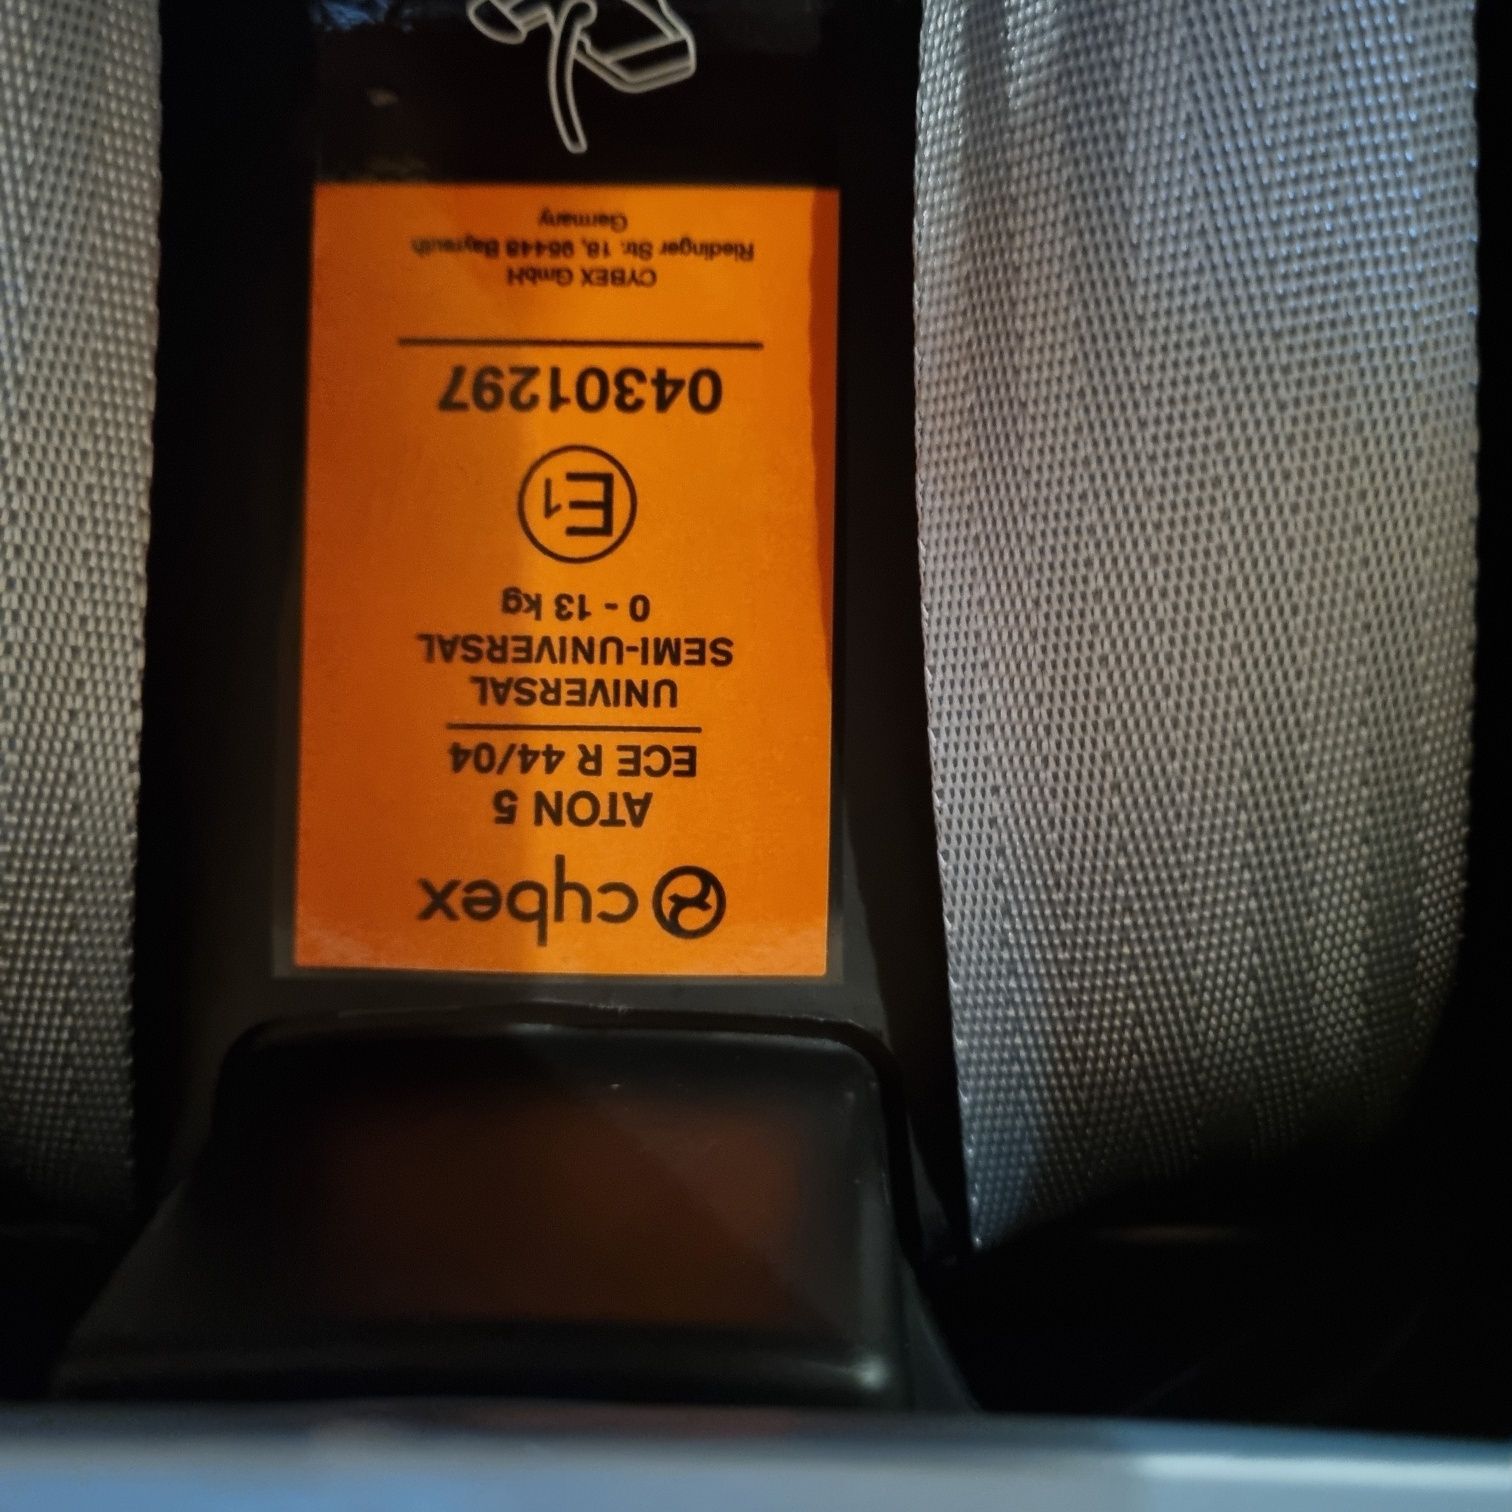 cybex
ATON 5
ECE R 44/04
UNIVERSAL
SEMI-UNIVERSAL
0 - 13 kg
E1
04301297
CYBEX GmbH
Riedinger Str. 18, 95448 Bayreuth
Germany